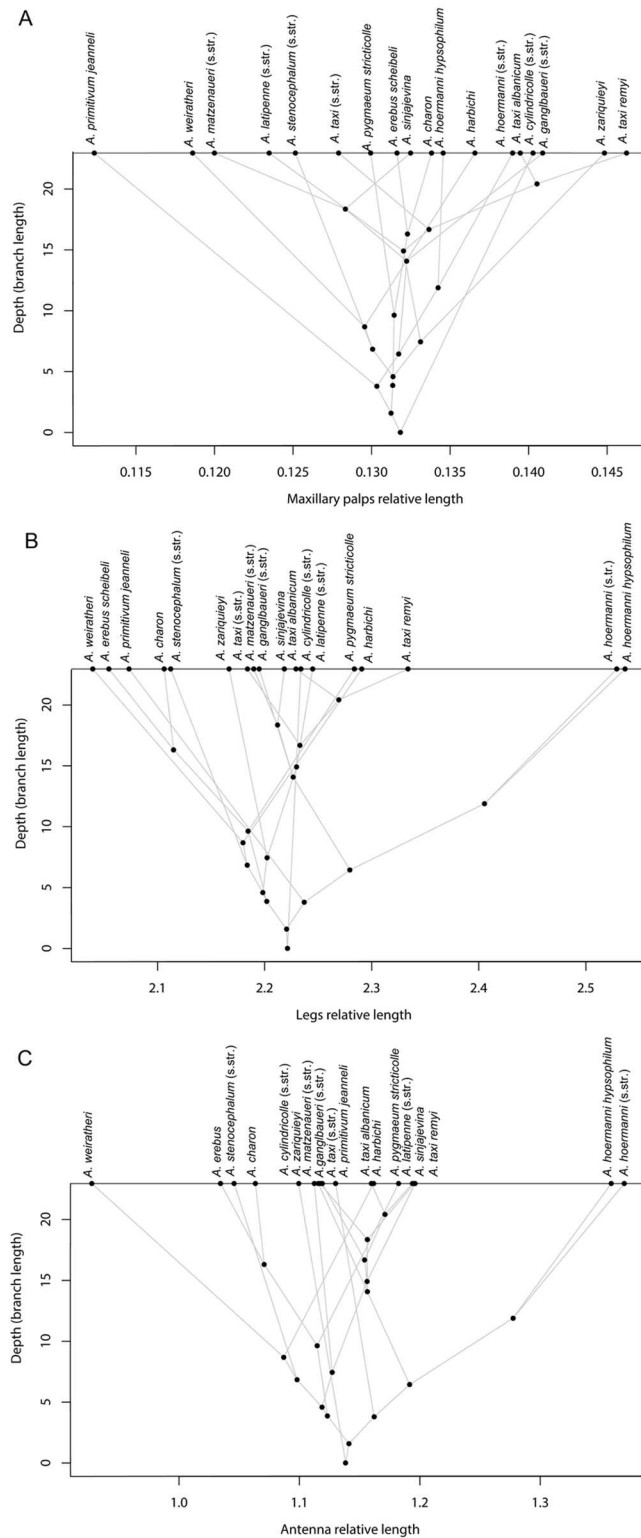 A
A. primitivum jeanneli
A. weiratheri
A. matzenaueri (s.str.)
A. latipenne (s.str.)
A. stenocephalum (s.str.)
A. taxi (s.str.)
A. pygmaeum stricticolle
A. erebus scheibeli
A. sinjajevina
A. charon
A. hoermanni hypsophilum
A. harbichi
A. hoermanni (s.str.)
A. taxi albanicum
A. cylindricolle (s.str.)
A. ganglbaueri (s.str.)
A. zariquieyi
A. taxi remyi
Depth (branch length)
20
15
10
5
0
0.115 0.120 0.125 0.130 0.135 0.140 0.145
Maxillary palps relative length
B
A. weiratheri
A. erebus scheibeli
A. primitivum jeanneli
A. charon
A. stenocephalum (s.str.)
A. zariquieyi
A. taxi (s.str.)
A. matzenaueri (s.str.)
A. ganglbaueri (s.str.)
A. sinjajevina
A. taxi albanicum
A. cylindricolle (s.str.)
A. latipenne (s.str.)
A. pygmaeum stricticolle
A. harbichi
A. taxi remyi
A. hoermanni (s.tr.)
A. hoermanni hypsophilum
Depth (branch length)
20
15
10
5
0
2.1 2.2 2.3 2.4 2.5
Legs relative length
C
A. weiratheri
A. erebus
A. stenocephalum (s.str.)
A. charon
A. cylindricolle (s.str.)
A. zariquieyi
A. matzenaueri (s.str.)
A.ganglbaueri (s.str.)
A. taxi (s.str.)
A. primitivum jeanneli
A. taxi albanicum
A. harbichi
A. pygmaeum stricticolle
A. latipenne (s.str.)
A. sinjajevina
A. taxi remyi
A. hoermanni hypsophilum
A. hoermanni (s.str.)
Depth (branch length)
20
15
10
5
0
1.0 1.1 1.2 1.3
Antenna relative length